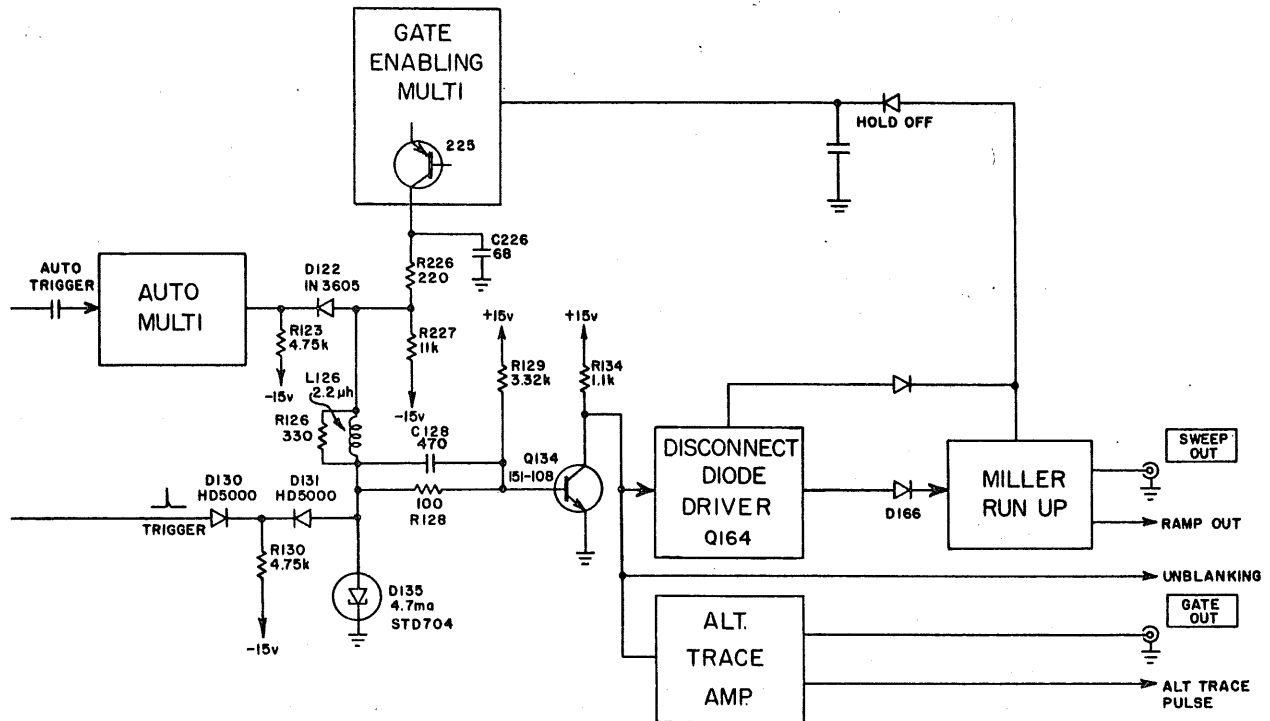 GATE
ENABLING
MULTI
225
HOLD OFF
C226
68
R226
220
AUTO
TRIGGER
AUTO
MULTI
D122
IN 3605
R123
4.75k
-15v
R227
11k
-15v
+15v
+15v
R129
3.32k
R134
1.1k
L126
2.2µh
R126
330
C128
470
Q134
151-108
100
R128
D130
HD5000
D131
HD5000
TRIGGER
R130
4.75k
-15v
D135
4.7ma
STD704
DISCONNECT
DIODE
DRIVER
Q164
D166
MILLER
RUN UP
SWEEP
OUT
RAMP OUT
UNBLANKING
GATE
OUT
ALT.
TRACE
AMP.
ALT TRACE
PULSE